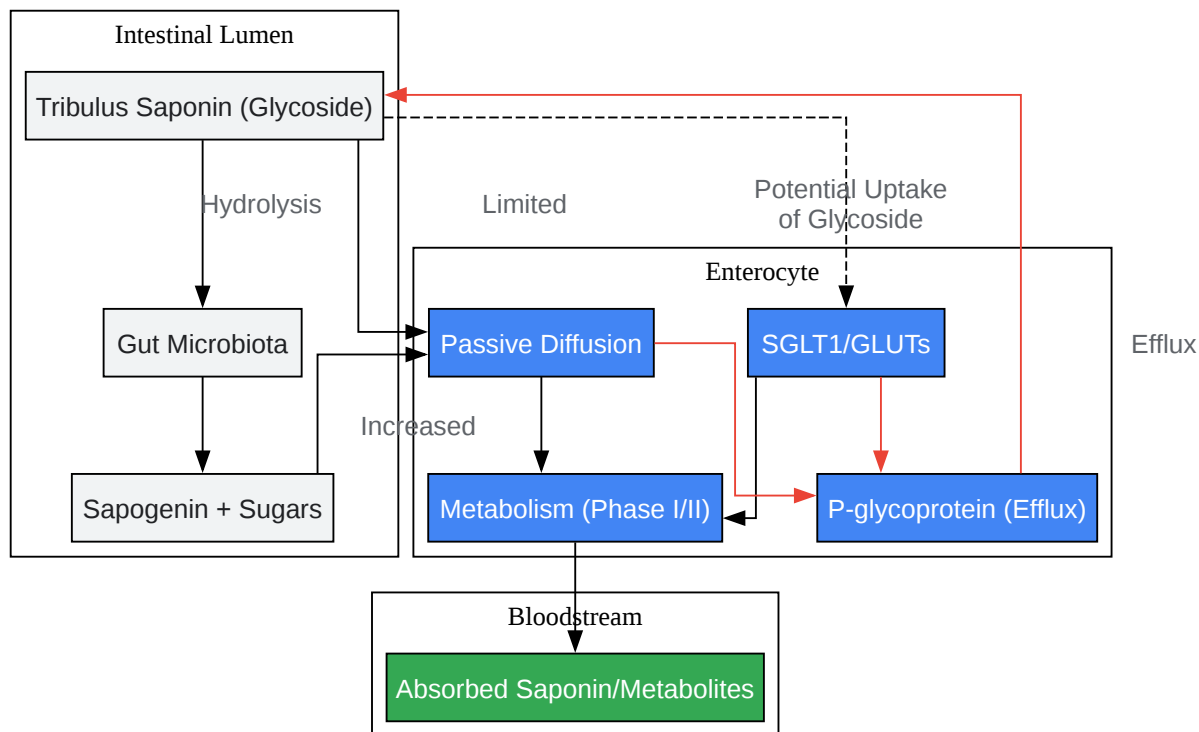 Intestinal Lumen
Tribulus Saponin (Glycoside)
Hydrolysis
Limited
Potential Uptake
of Glycoside
Enterocyte
Gut Microbiota
Passive Diffusion
SGLT1/GLUTs
Efflux
Increased
Sapogenin + Sugars
Metabolism (Phase I/II)
P-glycoprotein (Efflux)
Bloodstream
Absorbed Saponin/Metabolites